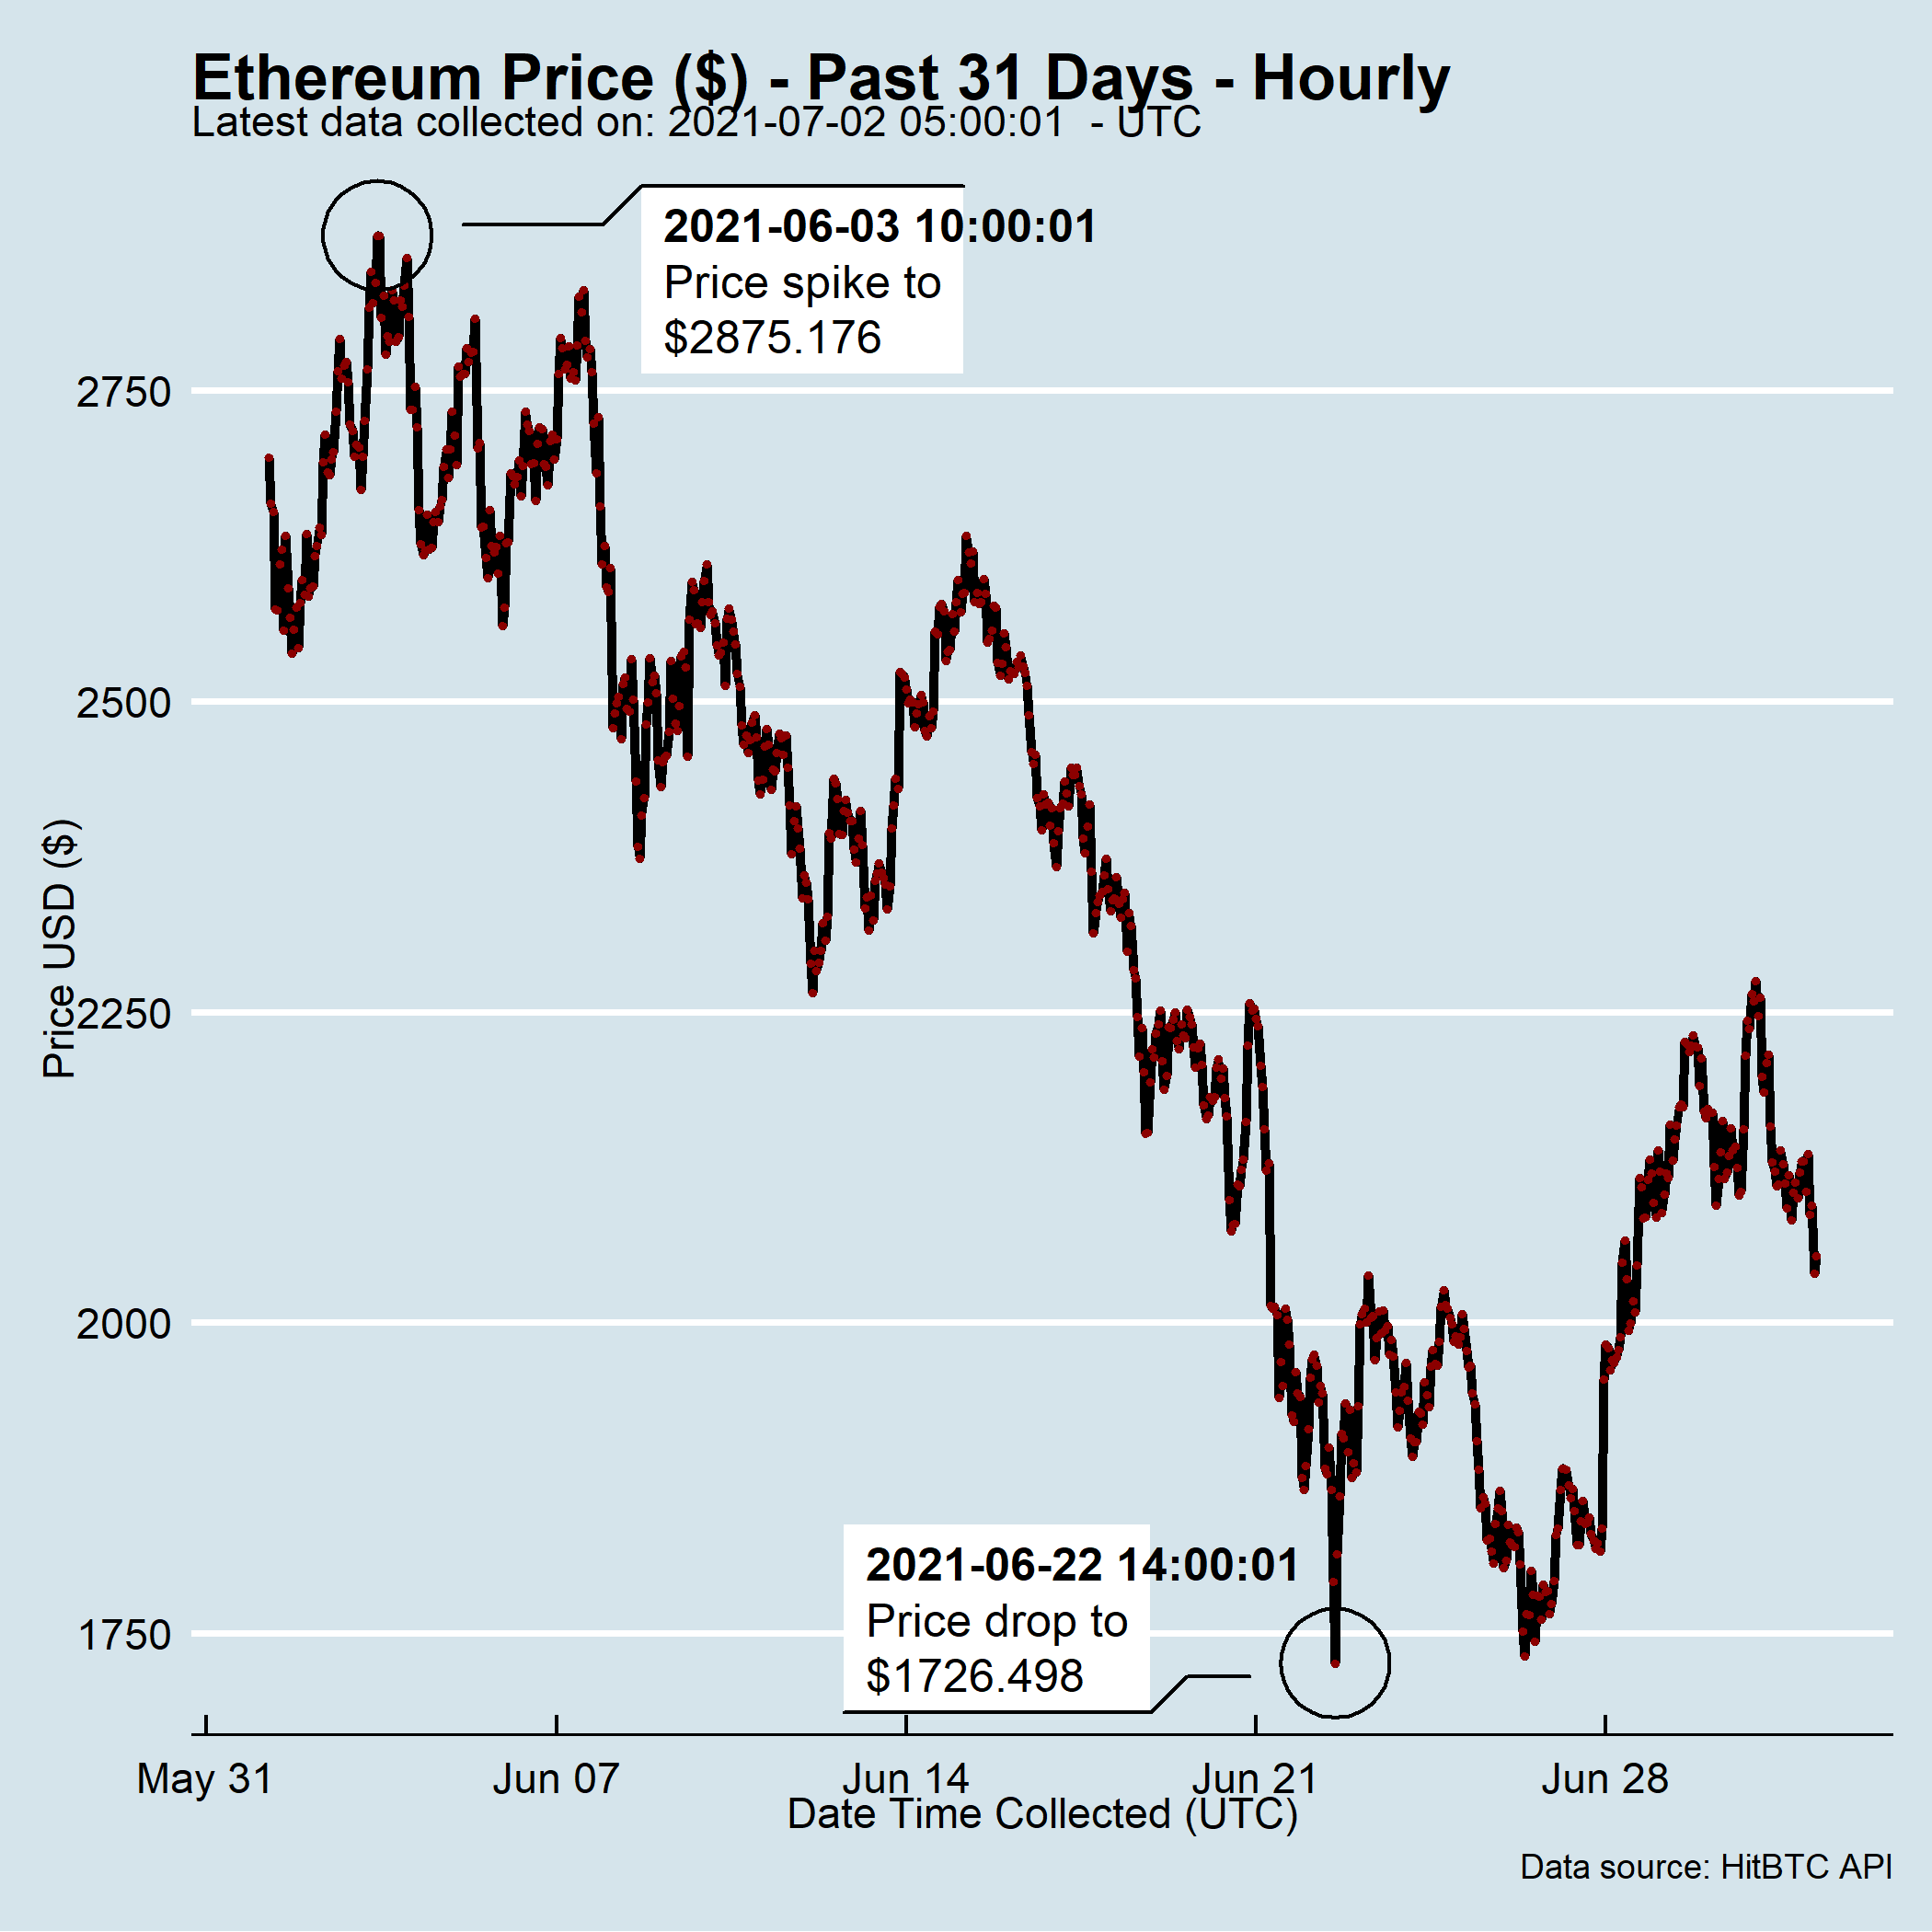 Ethereum Price ($) - Past 31 Days - Hourly
Latest data collected on: 2021-07-02 05:00:01  - UTC
2021-06-03 10:00:01
Price spike to
$2875.176
2750
2500
2250
2000
1750
Price USD ($)
2021-06-22 14:00:01
Price drop to
$1726.498
May 31
Jun 07
Jun 14
Jun 21
Jun 28
Date Time Collected (UTC)
Data source: HitBTC API